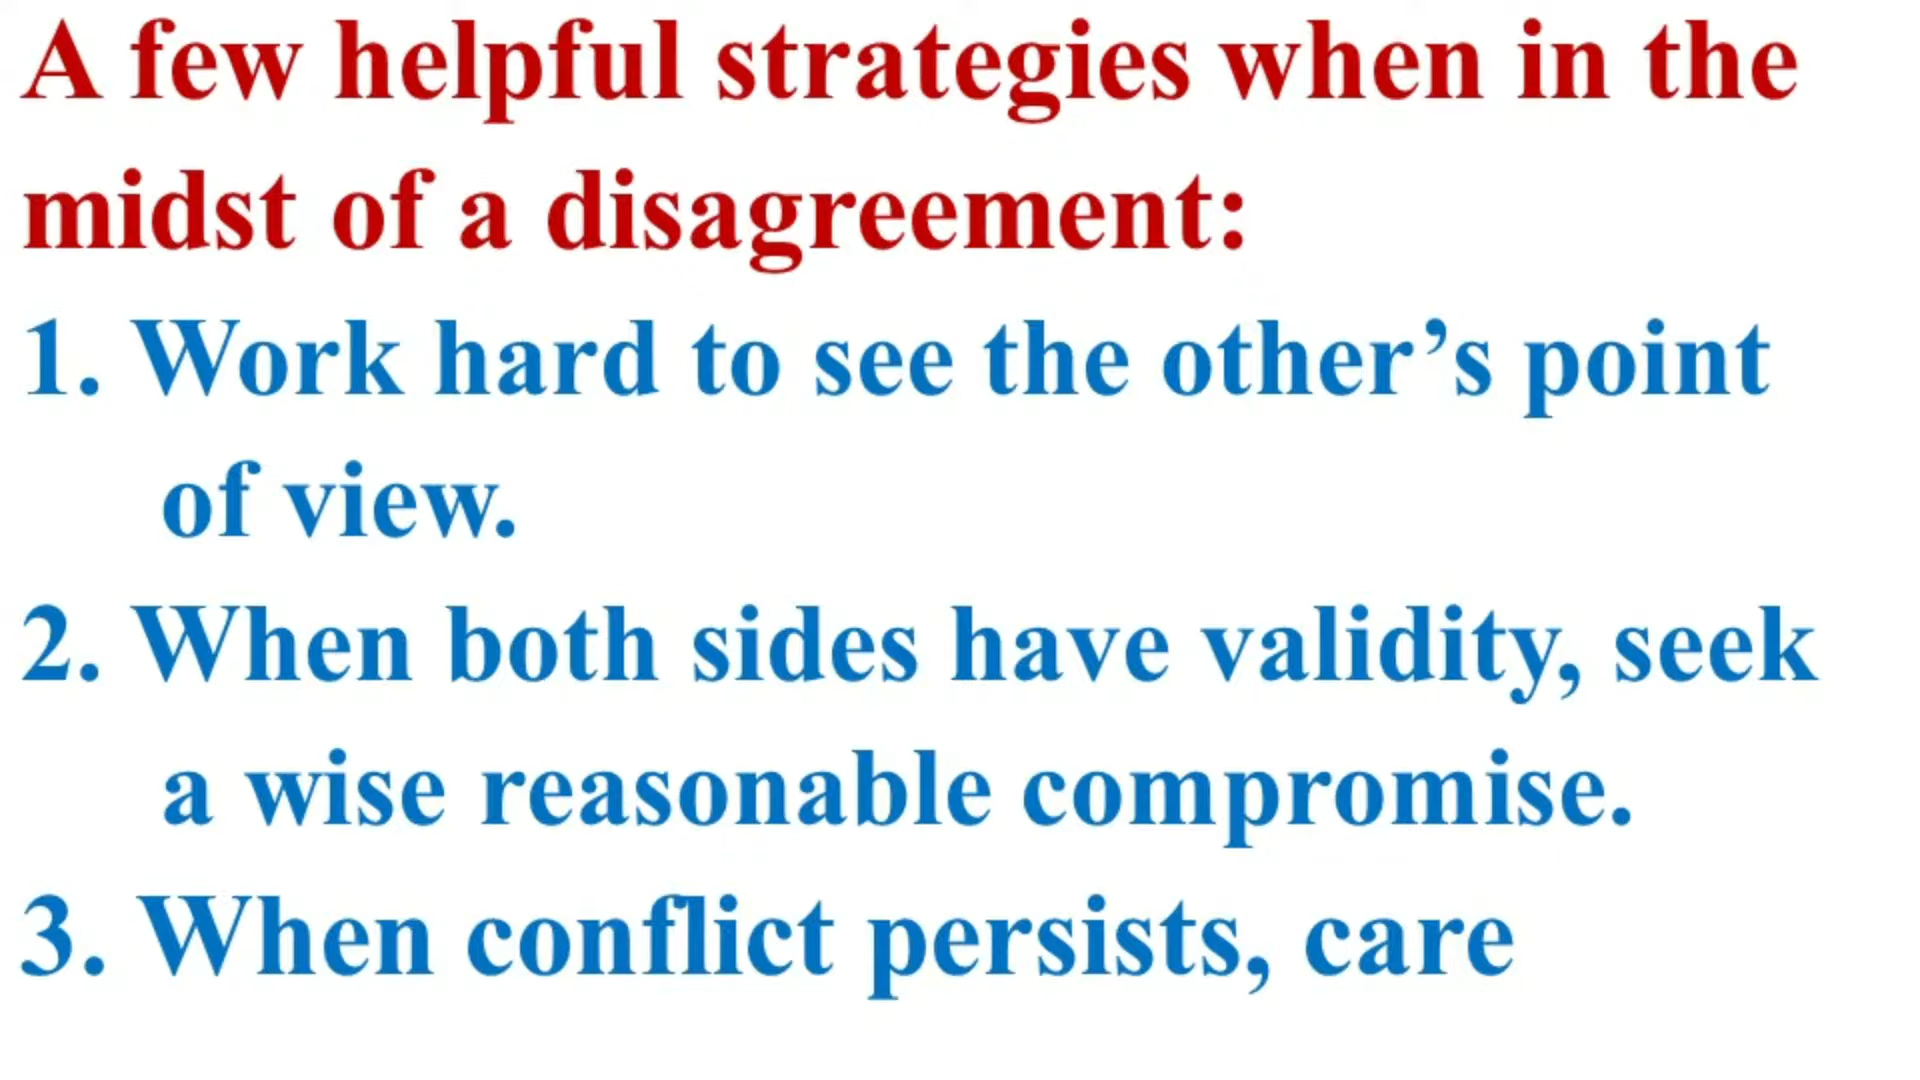 A few helpful strategies when in the
midst of a disagreement:
1. Work hard to see the other’s point
of view.
2. When both sides have validity, seek
a wise reasonable compromise.
3. When conflict persists, care